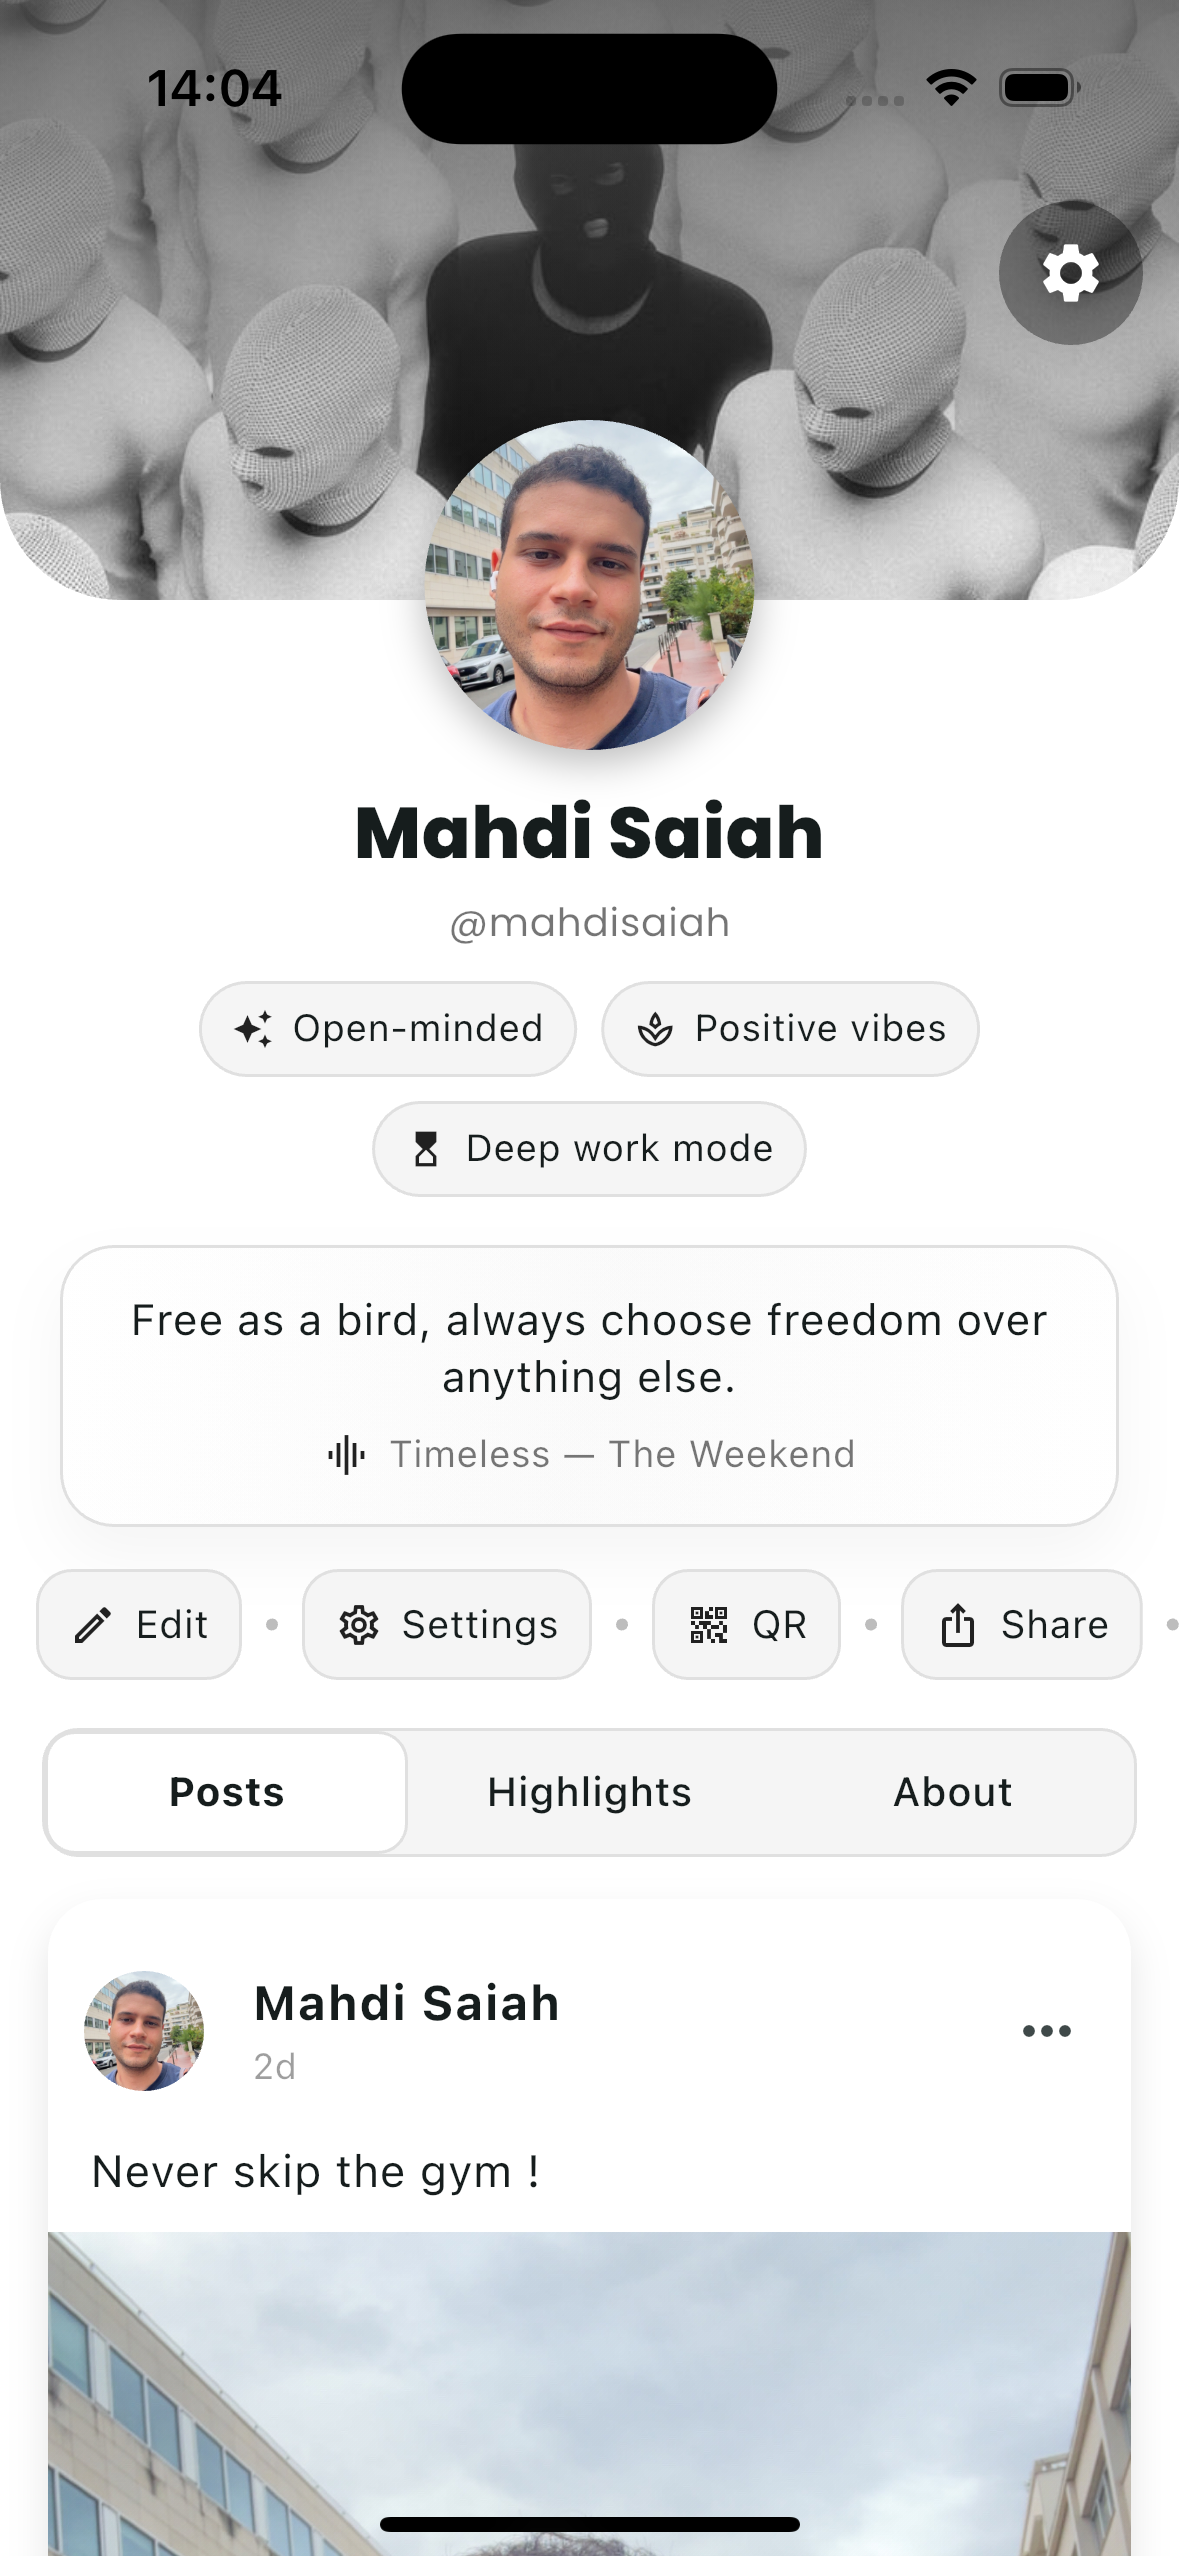 14:04
Mahdi Saiah
@mahdisaiah
Open-minded
Positive vibes
Deep work mode
Free as a bird, always choose freedom over
anything else.
Timeless — The Weekend
Edit • Settings • QR • Share •
Posts
Highlights
About
Mahdi Saiah
2d
Never skip the gym !